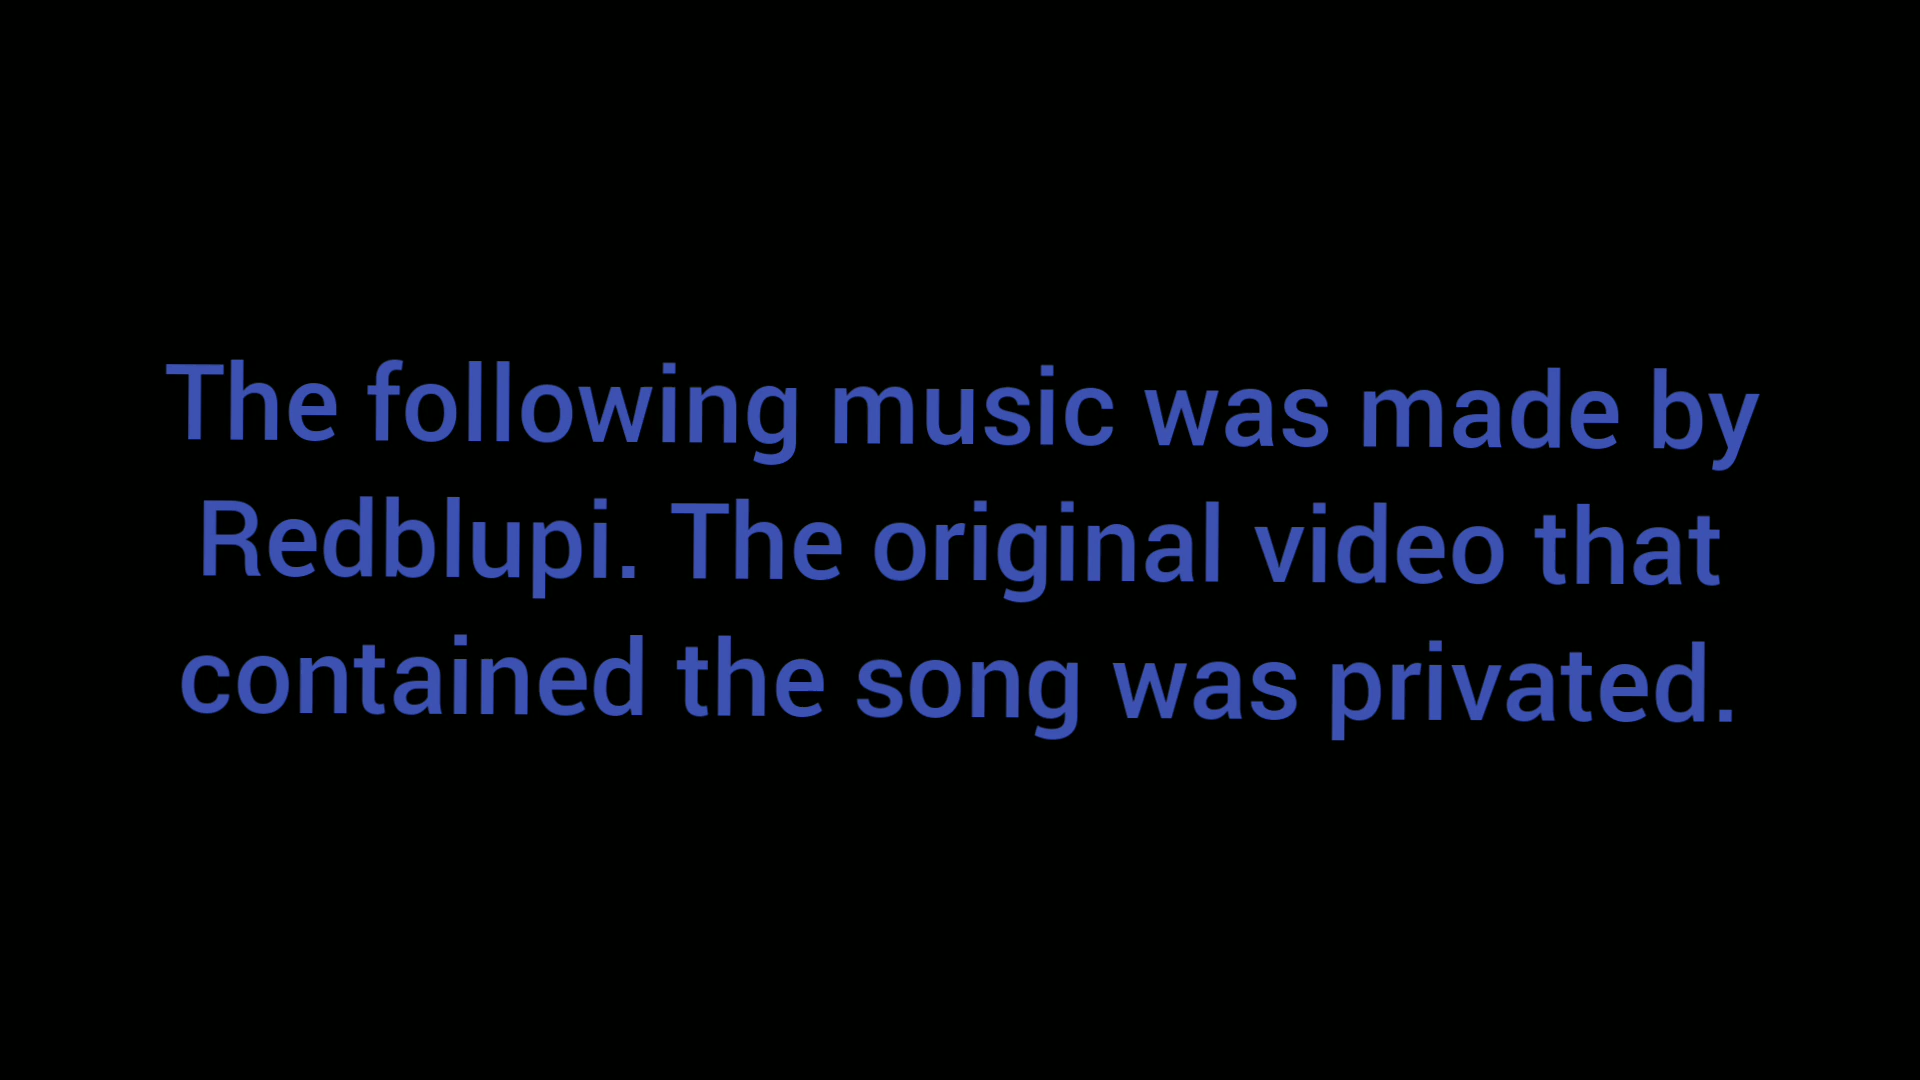 The following music was made by
Redblupi. The original video that
contained the song was privated.